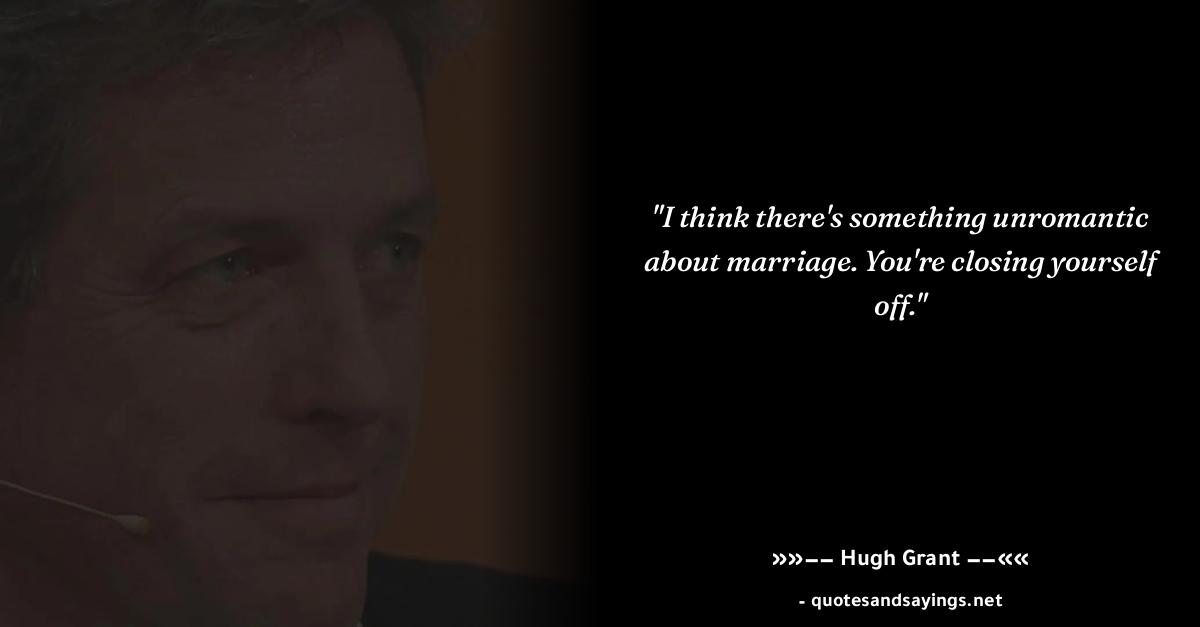 "I think there's something unromantic
about marriage. You're closing yourself
off."
»»−− Hugh Grant −−««
- quotesandsayings.net